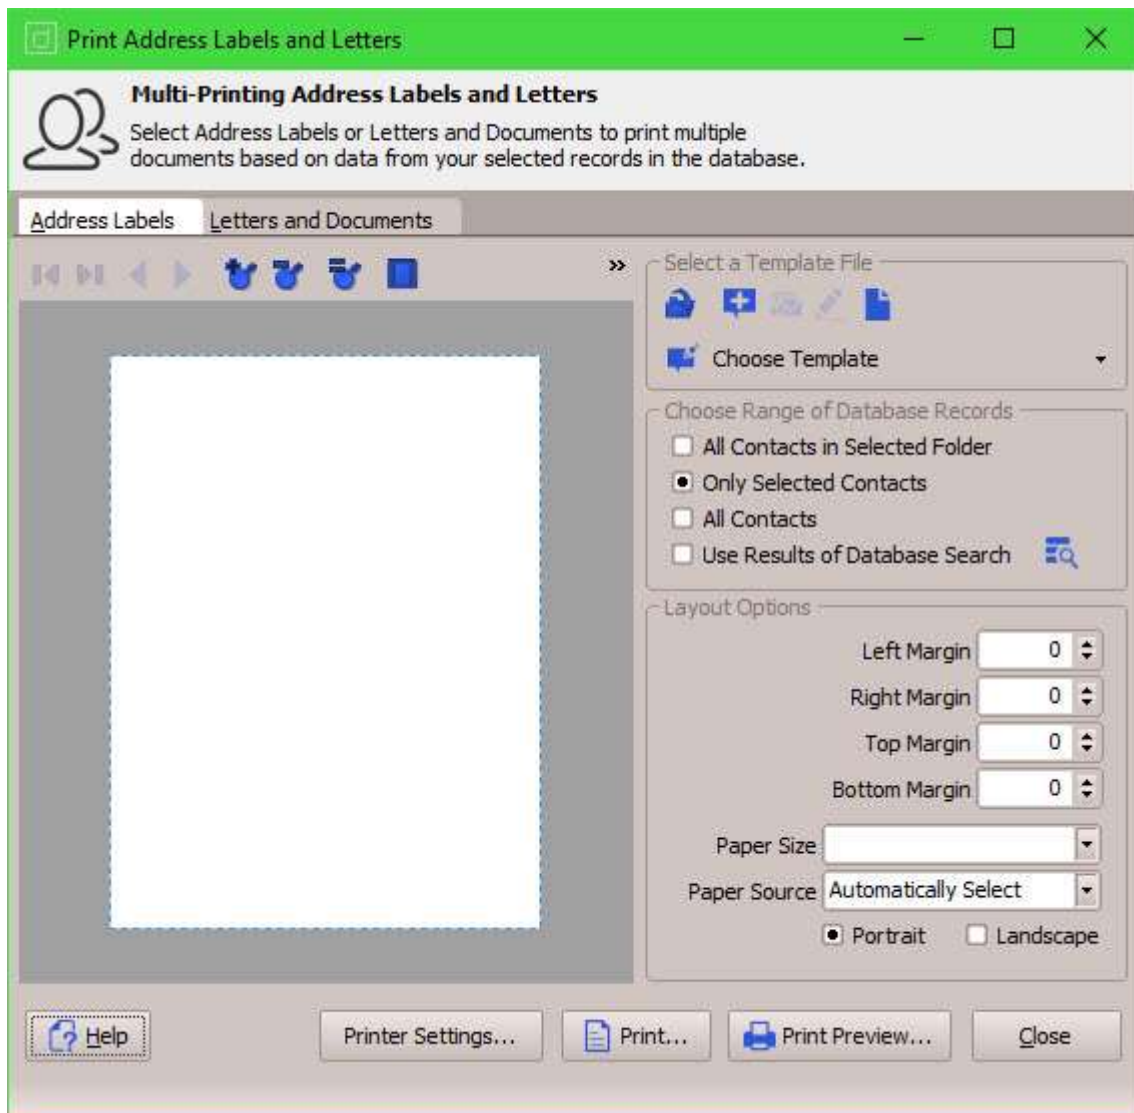 Print Address Labels and Letters
Multi-Printing Address Labels and Letters
Select Address Labels or Letters and Documents to print multiple
documents based on data from your selected records in the database.
Address Labels
Letters and Documents
»
Select a Template File
Choose Template
Choose Range of Database Records
All Contacts in Selected Folder
Only Selected Contacts
All Contacts
Use Results of Database Search
Layout Options
Left Margin 0
Right Margin 0
Top Margin 0
Bottom Margin 0
Paper Size
Paper Source Automatically Select
Portrait Landscape
Help
Printer Settings...
Print...
Print Preview...
Close